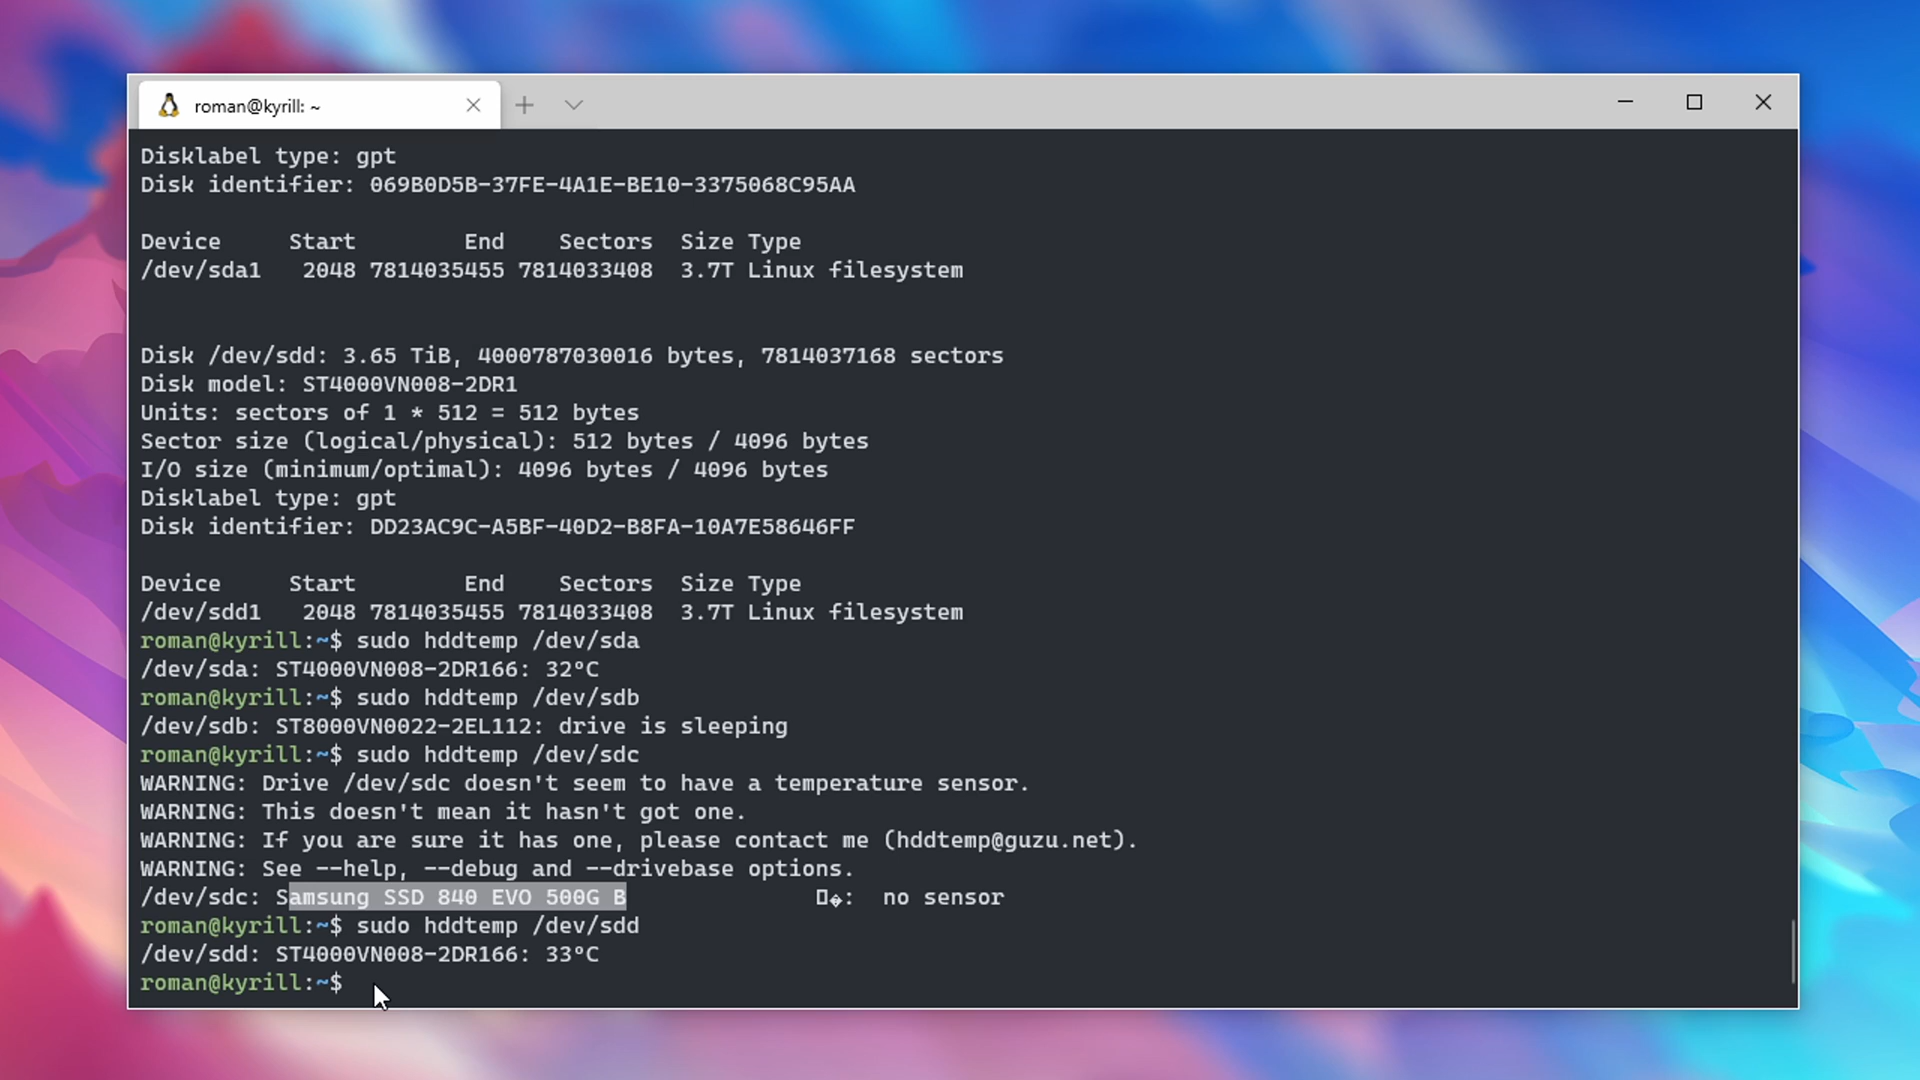 roman@kyrill: ~
Disklabel type: gpt
Disk identifier: 069B0D5B-37FE-4A1E-BE10-3375068C95AA
Device     Start        End    Sectors  Size Type
/dev/sda1   2048 7814035455 7814033408  3.7T Linux filesystem
Disk /dev/sdd: 3.65 TiB, 4000787030016 bytes, 7814037168 sectors
Disk model: ST4000VN008-2DR1
Units: sectors of 1 * 512 = 512 bytes
Sector size (logical/physical): 512 bytes / 4096 bytes
I/O size (minimum/optimal): 4096 bytes / 4096 bytes
Disklabel type: gpt
Disk identifier: DD23AC9C-A5BF-40D2-B8FA-10A7E58646FF
Device     Start        End    Sectors  Size Type
/dev/sdd1   2048 7814035455 7814033408  3.7T Linux filesystem
roman@kyrill:~$ sudo hddtemp /dev/sda
/dev/sda: ST4000VN008-2DR166: 32°C
roman@kyrill:~$ sudo hddtemp /dev/sdb
/dev/sdb: ST8000VN0022-2EL112: drive is sleeping
roman@kyrill:~$ sudo hddtemp /dev/sdc
WARNING: Drive /dev/sdc doesn't seem to have a temperature sensor.
WARNING: This doesn't mean it hasn't got one.
WARNING: If you are sure it has one, please contact me (hddtemp@guzu.net).
WARNING: See --help, --debug and --drivebase options.
/dev/sdc: Samsung SSD 840 EVO 500G B              �:  no sensor
roman@kyrill:~$ sudo hddtemp /dev/sdd
/dev/sdd: ST4000VN008-2DR166: 33°C
roman@kyrill:~$